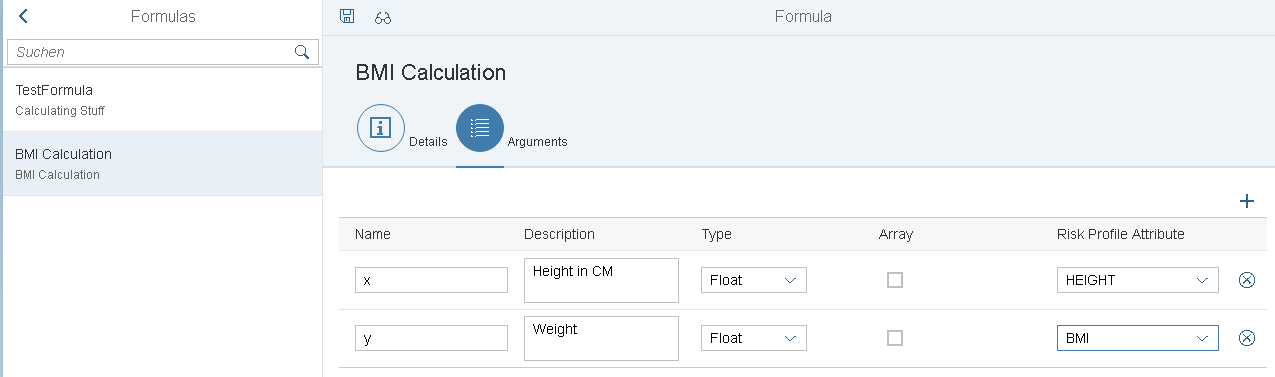 Formulas
Formula
Suchen
TestFormula
Calculating Stuff
BMI Calculation
BMI Calculation
BMI Calculation
Details
Arguments
Name Description Type Array Risk Profile Attribute
x Height in CM Float HEIGHT
y Weight Float BMI